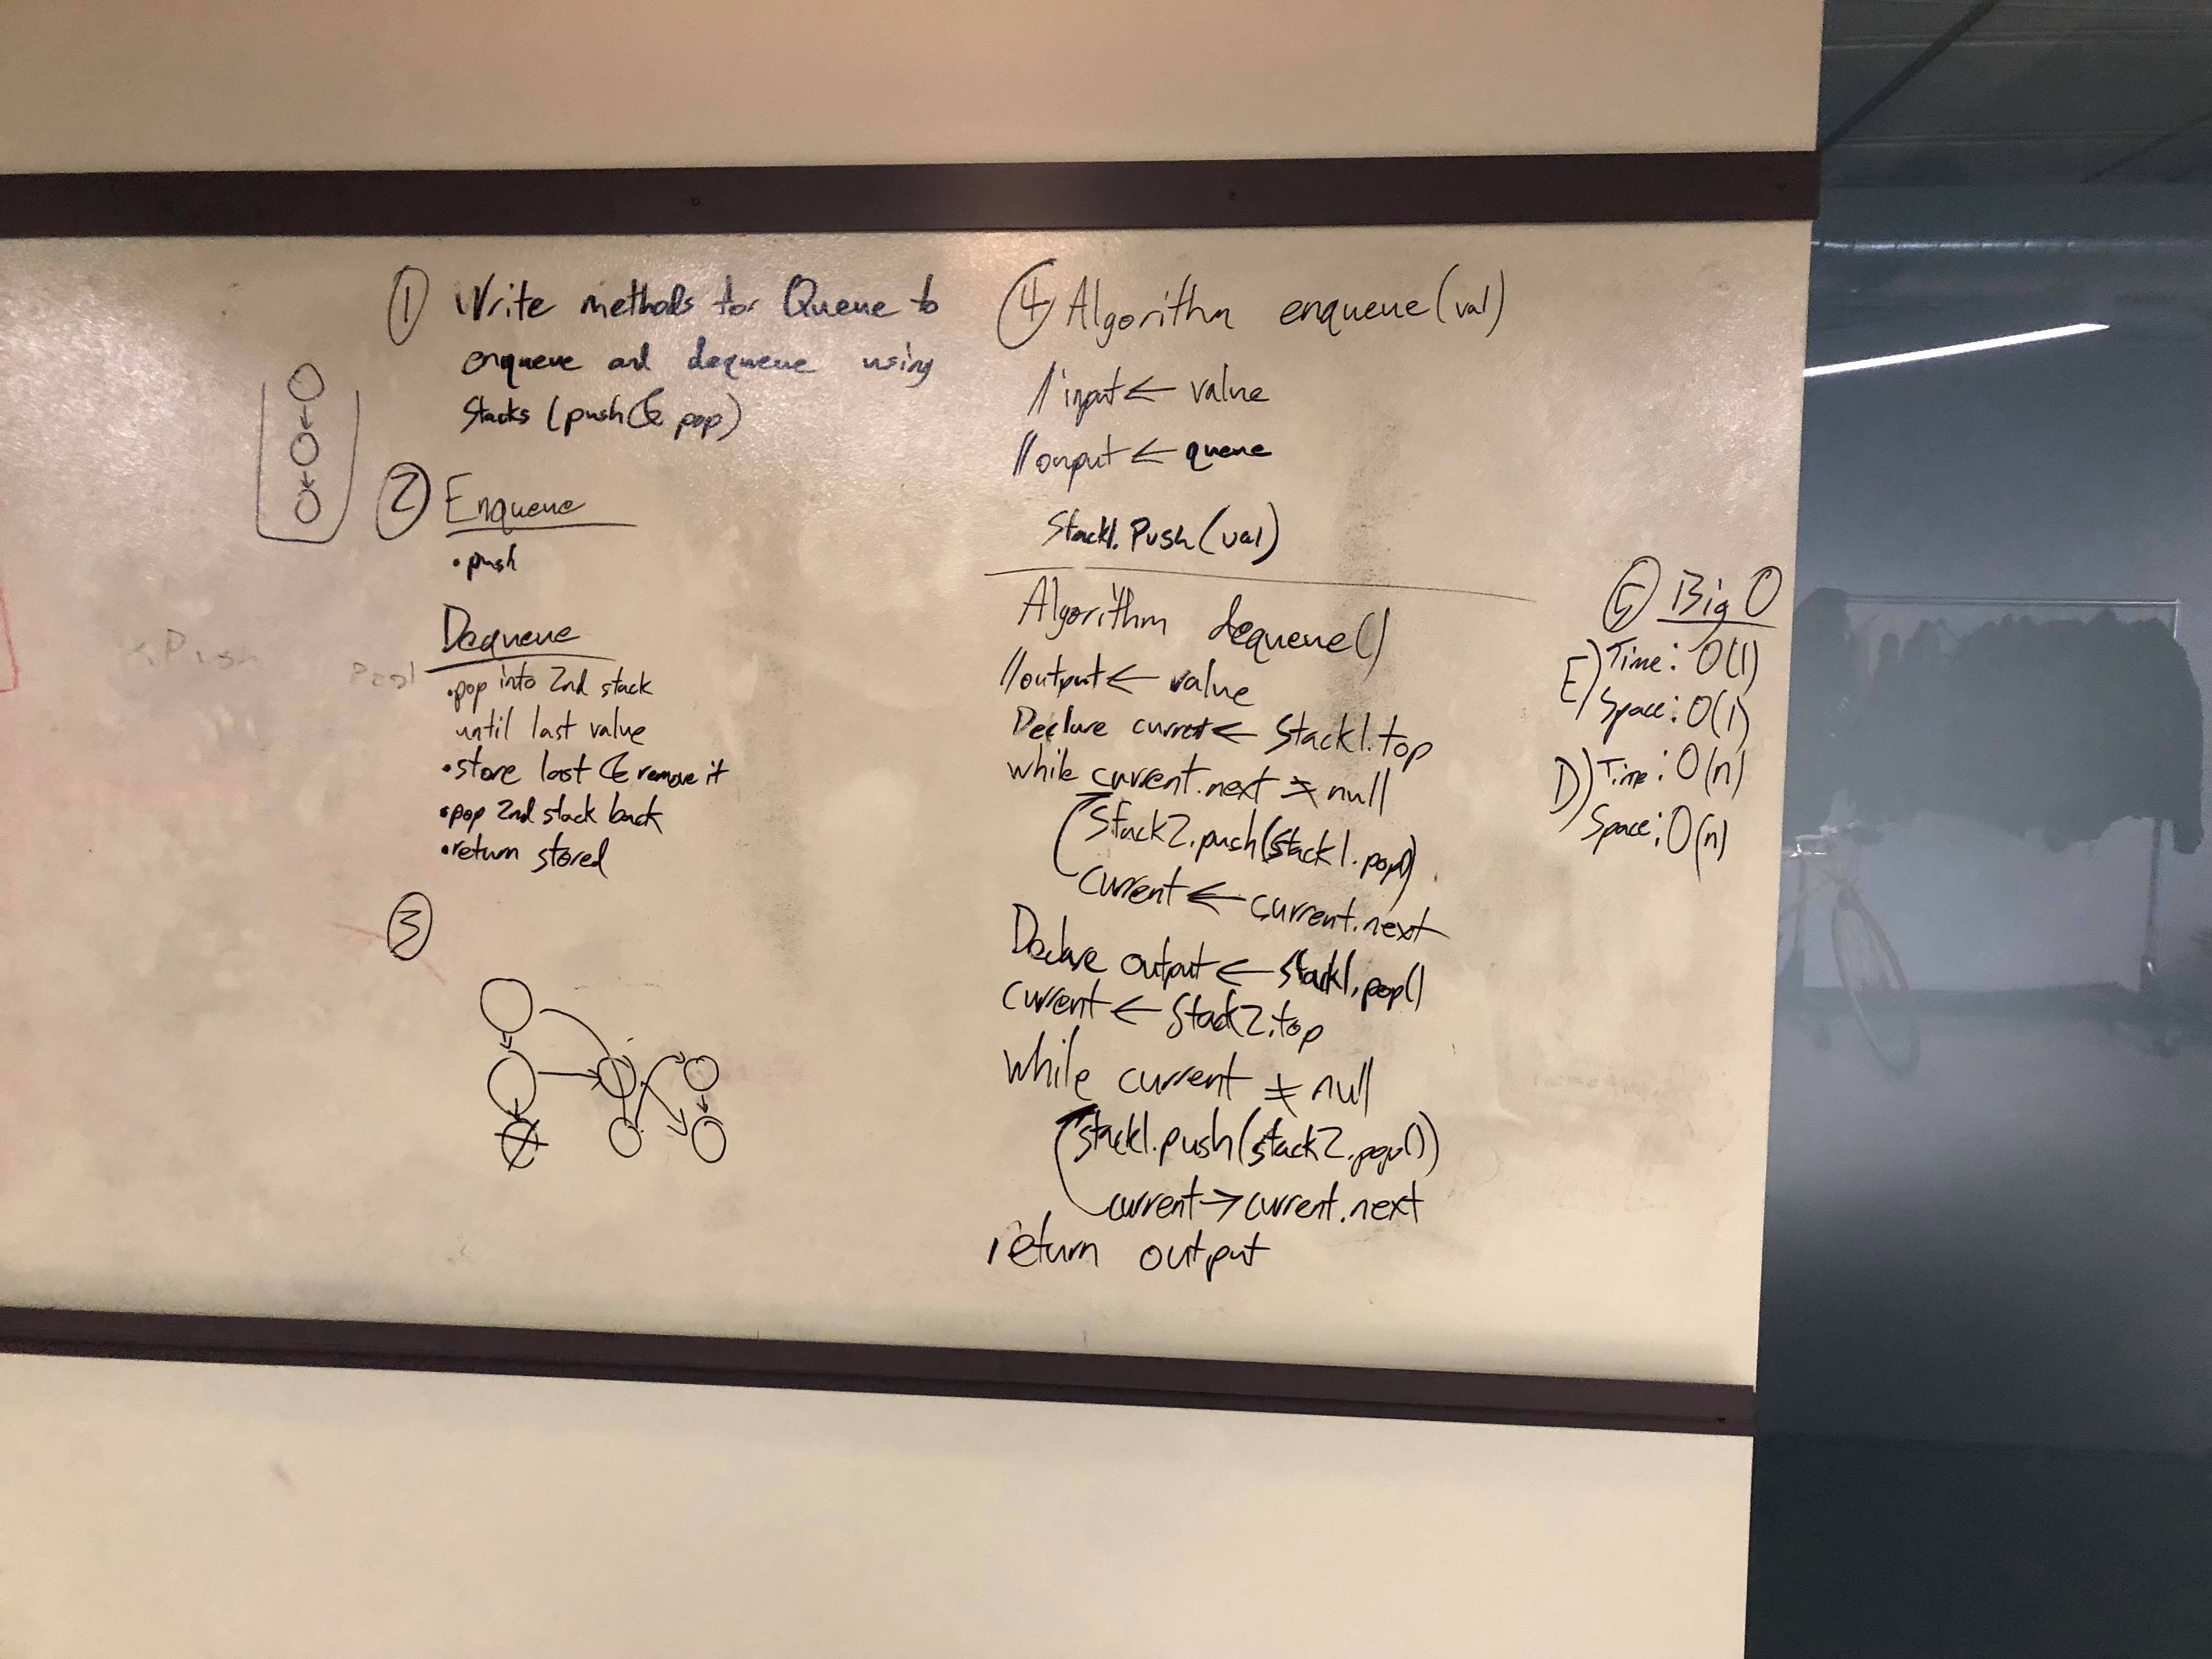 ① Write methods for Queue to
enqueue and dequeue using
Stacks (push & pop)
② Enqueue
• push
Dequeue
• pop into 2nd stack
until last value
• store last & remove it
• pop 2nd stack back
• return stored
③
④ Algorithm enqueue(val)
// input ← value
// output ← queue
Stack1.Push(val)
Algorithm dequeue()
// output ← value
Declare current ← Stack1.top
while current.next ≠ null
Stack2.push(stack1.pop())
current ← current.next
Declare output ← stack1.pop()
current ← Stack2.top
while current ≠ null
stack1.push(stack2.pop())
current → current.next
return output
⑤ Big O
E) Time: O(1)
Space: O(1)
D) Time: O(n)
Space: O(n)
Push